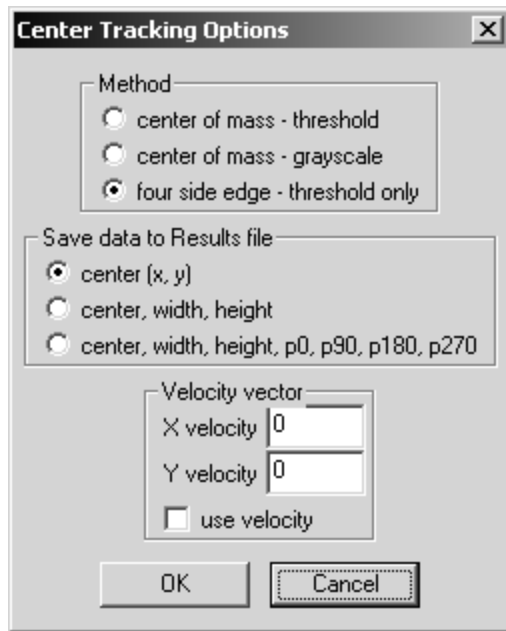 Center Tracking Options
Method
center of mass - threshold
center of mass - grayscale
four side edge - threshold only
Save data to Results file
center (x, y)
center, width, height
center, width, height, p0, p90, p180, p270
Velocity vector
X velocity 0
Y velocity 0
use velocity
OK Cancel